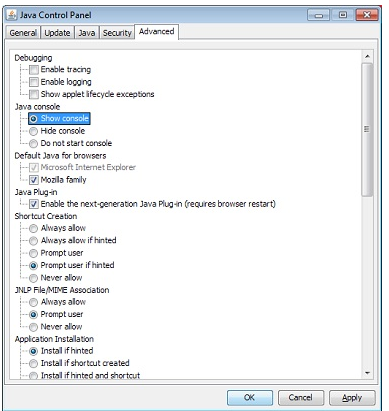 Java Control Panel
General Update Java Security Advanced
Debugging
Enable tracing
Enable logging
Show applet lifecycle exceptions
Java console
Show console
Hide console
Do not start console
Default Java for browsers
Microsoft Internet Explorer
Mozilla family
Java Plug-in
Enable the next-generation Java Plug-in (requires browser restart)
Shortcut Creation
Always allow
Always allow if hinted
Prompt user
Prompt user if hinted
Never allow
JNLP File/MIME Association
Always allow
Prompt user
Never allow
Application Installation
Install if hinted
Install if shortcut created
Install if hinted and shortcut
OK Cancel Apply